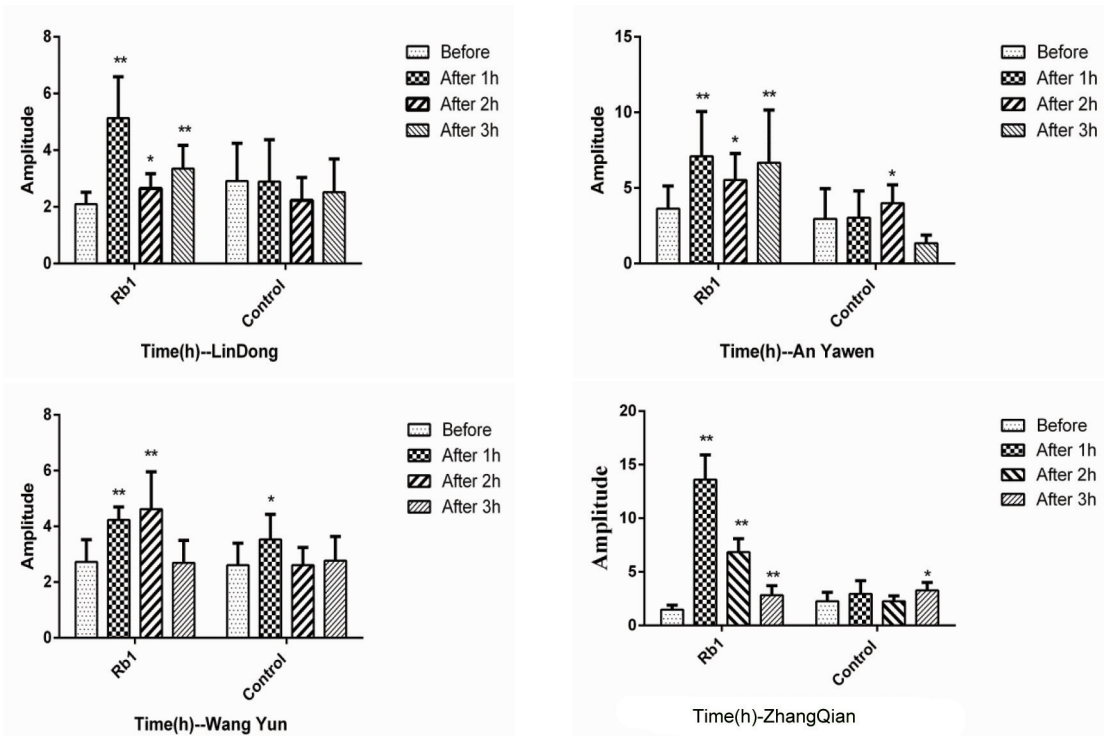 8
6
4
2
0
Amplitude
**
*
**
Rb1
Control
Before
After 1h
After 2h
After 3h
Time(h)--LinDong
15
10
5
0
Amplitude
**
*
**
*
Rb1
Control
Before
After 1h
After 2h
After 3h
Time(h)--An Yawen
8
6
4
2
0
Amplitude
**
**
*
Rb1
Control
Before
After 1h
After 2h
After 3h
Time(h)--Wang Yun
20
15
10
5
0
Amplitude
**
**
**
*
Rb1
Control
Before
After 1h
After 2h
After 3h
Time(h)-ZhangQian